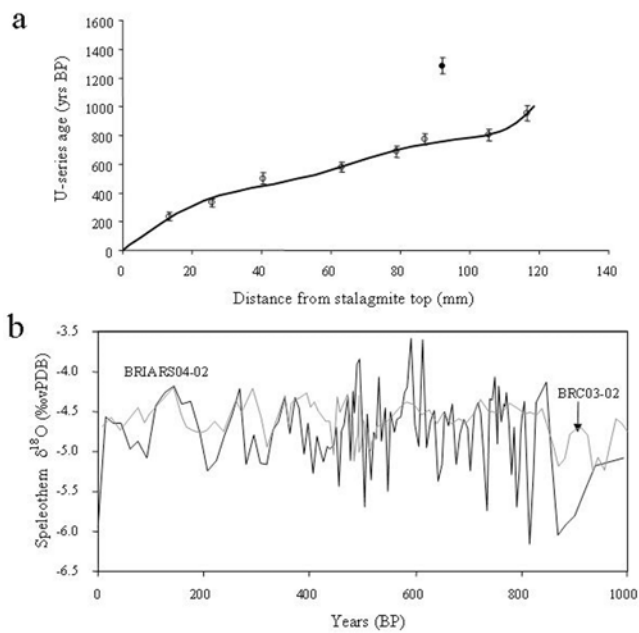 a
1600
1400
1200
1000
800
600
400
200
0
U-series age (yrs BP)
0 20 40 60 80 100 120 140
Distance from stalagmite top (mm)
b
-3.5
-4.0
-4.5
-5.0
-5.5
-6.0
-6.5
Speleothem δ18O (‰vPDB)
BRIARS04-02
BRC03-02
0 200 400 600 800 1000
Years (BP)